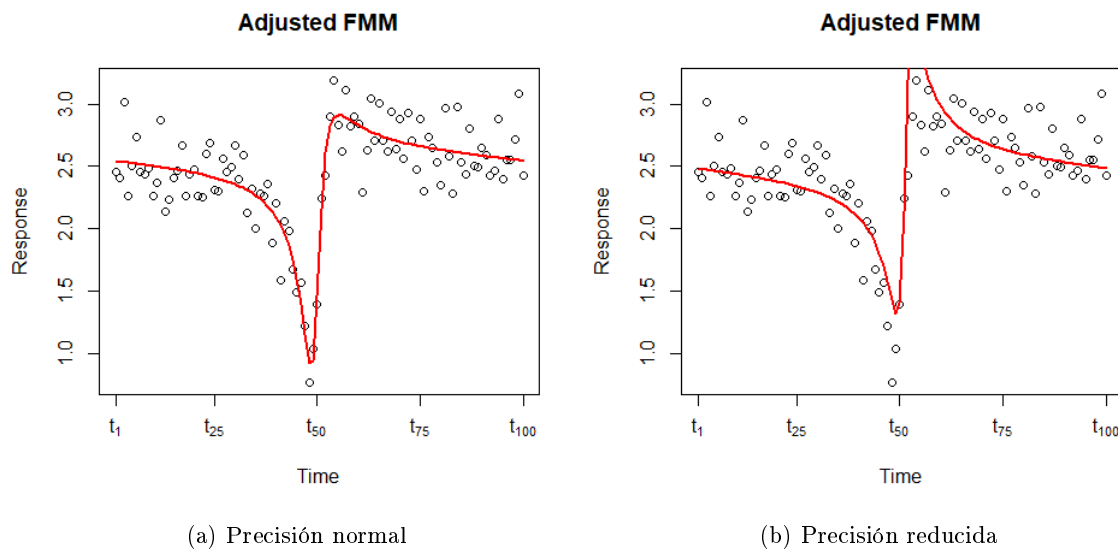 Adjusted FMM
Response
3.0
2.5
2.0
1.5
1.0
t1 t25 t50 t75 t100
Time
(a) Precisión normal
Adjusted FMM
Response
3.0
2.5
2.0
1.5
1.0
t1 t25 t50 t75 t100
Time
(b) Precisión reducida